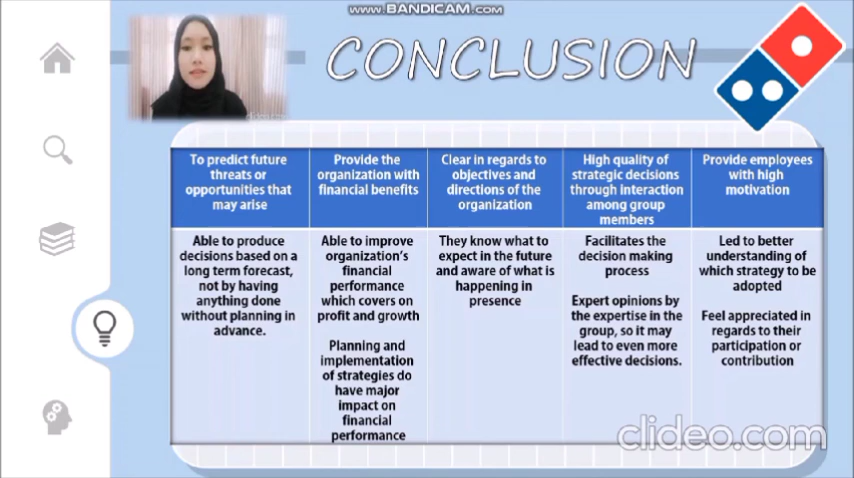 WWW.BANDICAM.COM
CONCLUSION
clideo.com
To predict future
threats or
opportunities that
may arise
Provide the
organization with
financial benefits
Clear in regards to
objectives and
directions of the
organization
High quality of
strategic decisions
through interaction
among group
members
Provide employees
with high
motivation
Able to produce
decisions based on a
long term forecast,
not by having
anything done
without planning in
advance.
Able to improve
organization's
financial
performance
which covers on
profit and growth
Planning and
implementation
of strategies do
have major
impact on
financial
performance
They know what to
expect in the future
and aware of what is
happening in
presence
Facilitates the
decision making
process
Expert opinions by
the expertise in the
group, so it may
lead to even more
effective decisions.
Led to better
understanding of
which strategy to be
adopted
Feel appreciated in
regards to their
participation or
contribution
clideo.com